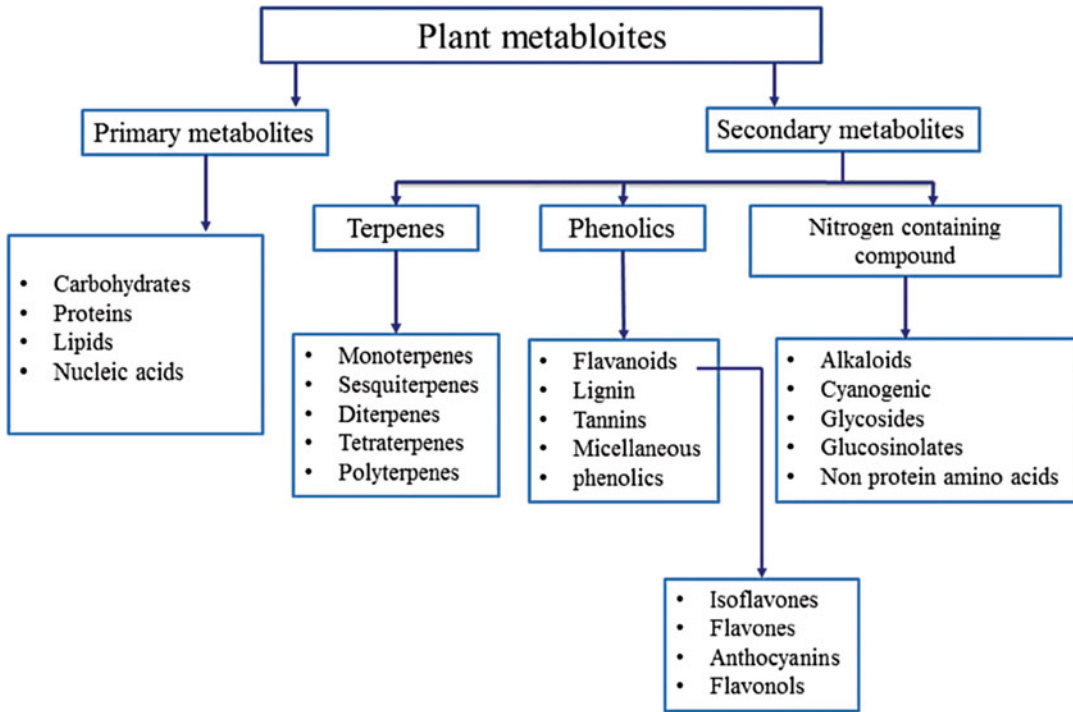 Plant metabloites
Primary metabolites
Secondary metabolites
Terpenes
Phenolics
Nitrogen containing
compound
• Carbohydrates
• Proteins
• Lipids
• Nucleic acids
• Monoterpenes
• Sesquiterpenes
• Diterpenes
• Tetraterpenes
• Polyterpenes
• Flavanoids
• Lignin
• Tannins
• Micellaneous
• phenolics
• Alkaloids
• Cyanogenic
• Glycosides
• Glucosinolates
• Non protein amino acids
• Isoflavones
• Flavones
• Anthocyanins
• Flavonols